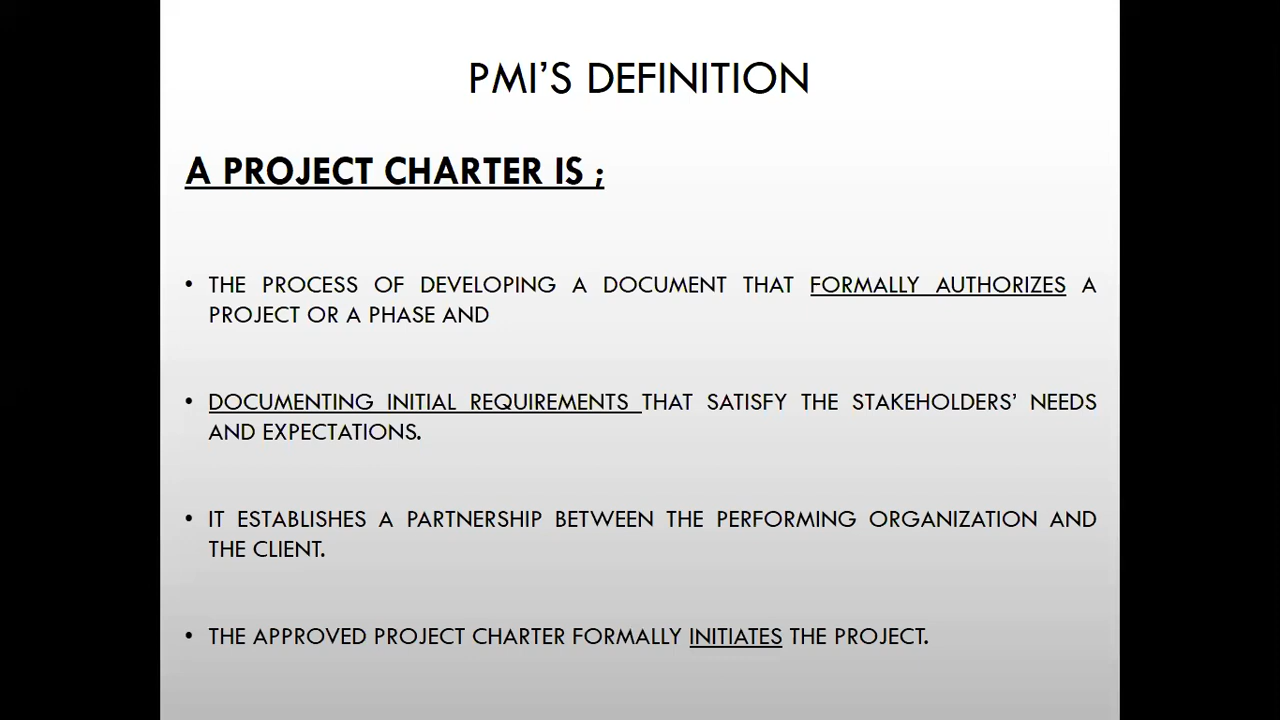 PMI’S DEFINITION
A PROJECT CHARTER IS ;
• THE PROCESS OF DEVELOPING A DOCUMENT THAT FORMALLY AUTHORIZES A
PROJECT OR A PHASE AND
• DOCUMENTING INITIAL REQUIREMENTS THAT SATISFY THE STAKEHOLDERS’ NEEDS
AND EXPECTATIONS.
• IT ESTABLISHES A PARTNERSHIP BETWEEN THE PERFORMING ORGANIZATION AND
THE CLIENT.
• THE APPROVED PROJECT CHARTER FORMALLY INITIATES THE PROJECT.